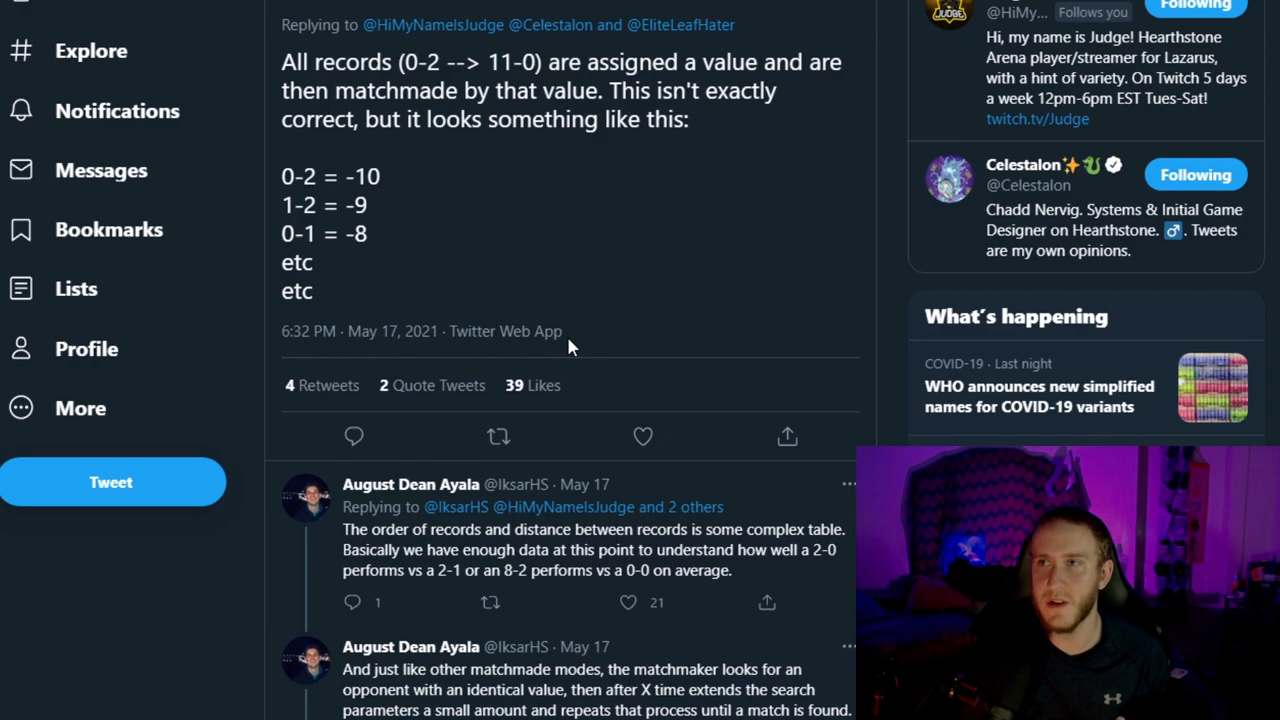 Explore
Notifications
Messages
Bookmarks
Lists
Profile
More
Tweet
Replying to @HiMyNameIsJudge @Celestalon and @EliteLeafHater
All records (0-2 --> 11-0) are assigned a value and are
then matchmade by that value. This isn't exactly
correct, but it looks something like this:
0-2 = -10
1-2 = -9
0-1 = -8
etc
etc
6:32 PM · May 17, 2021 · Twitter Web App
4 Retweets 2 Quote Tweets 39 Likes
August Dean Ayala @IksarHS · May 17
Replying to @IksarHS @HiMyNameIsJudge and 2 others
The order of records and distance between records is some complex table.
Basically we have enough data at this point to understand how well a 2-0
performs vs a 2-1 or an 8-2 performs vs a 0-0 on average.
1 21
August Dean Ayala @IksarHS · May 17
And just like other matchmade modes, the matchmaker looks for an
opponent with an identical value, then after X time extends the search
parameters a small amount and repeats that process until a match is found.
JUDGE
@HiMy... Follows you
Following
Hi, my name is Judge! Hearthstone
Arena player/streamer for Lazarus,
with a hint of variety. On Twitch 5 days
a week 12pm-6pm EST Tues-Sat!
twitch.tv/Judge
Celestalon
@Celestalon
Following
Chadd Nervig. Systems & Initial Game
Designer on Hearthstone. ♂. Tweets
are my own opinions.
What's happening
COVID-19 · Last night
WHO announces new simplified
names for COVID-19 variants